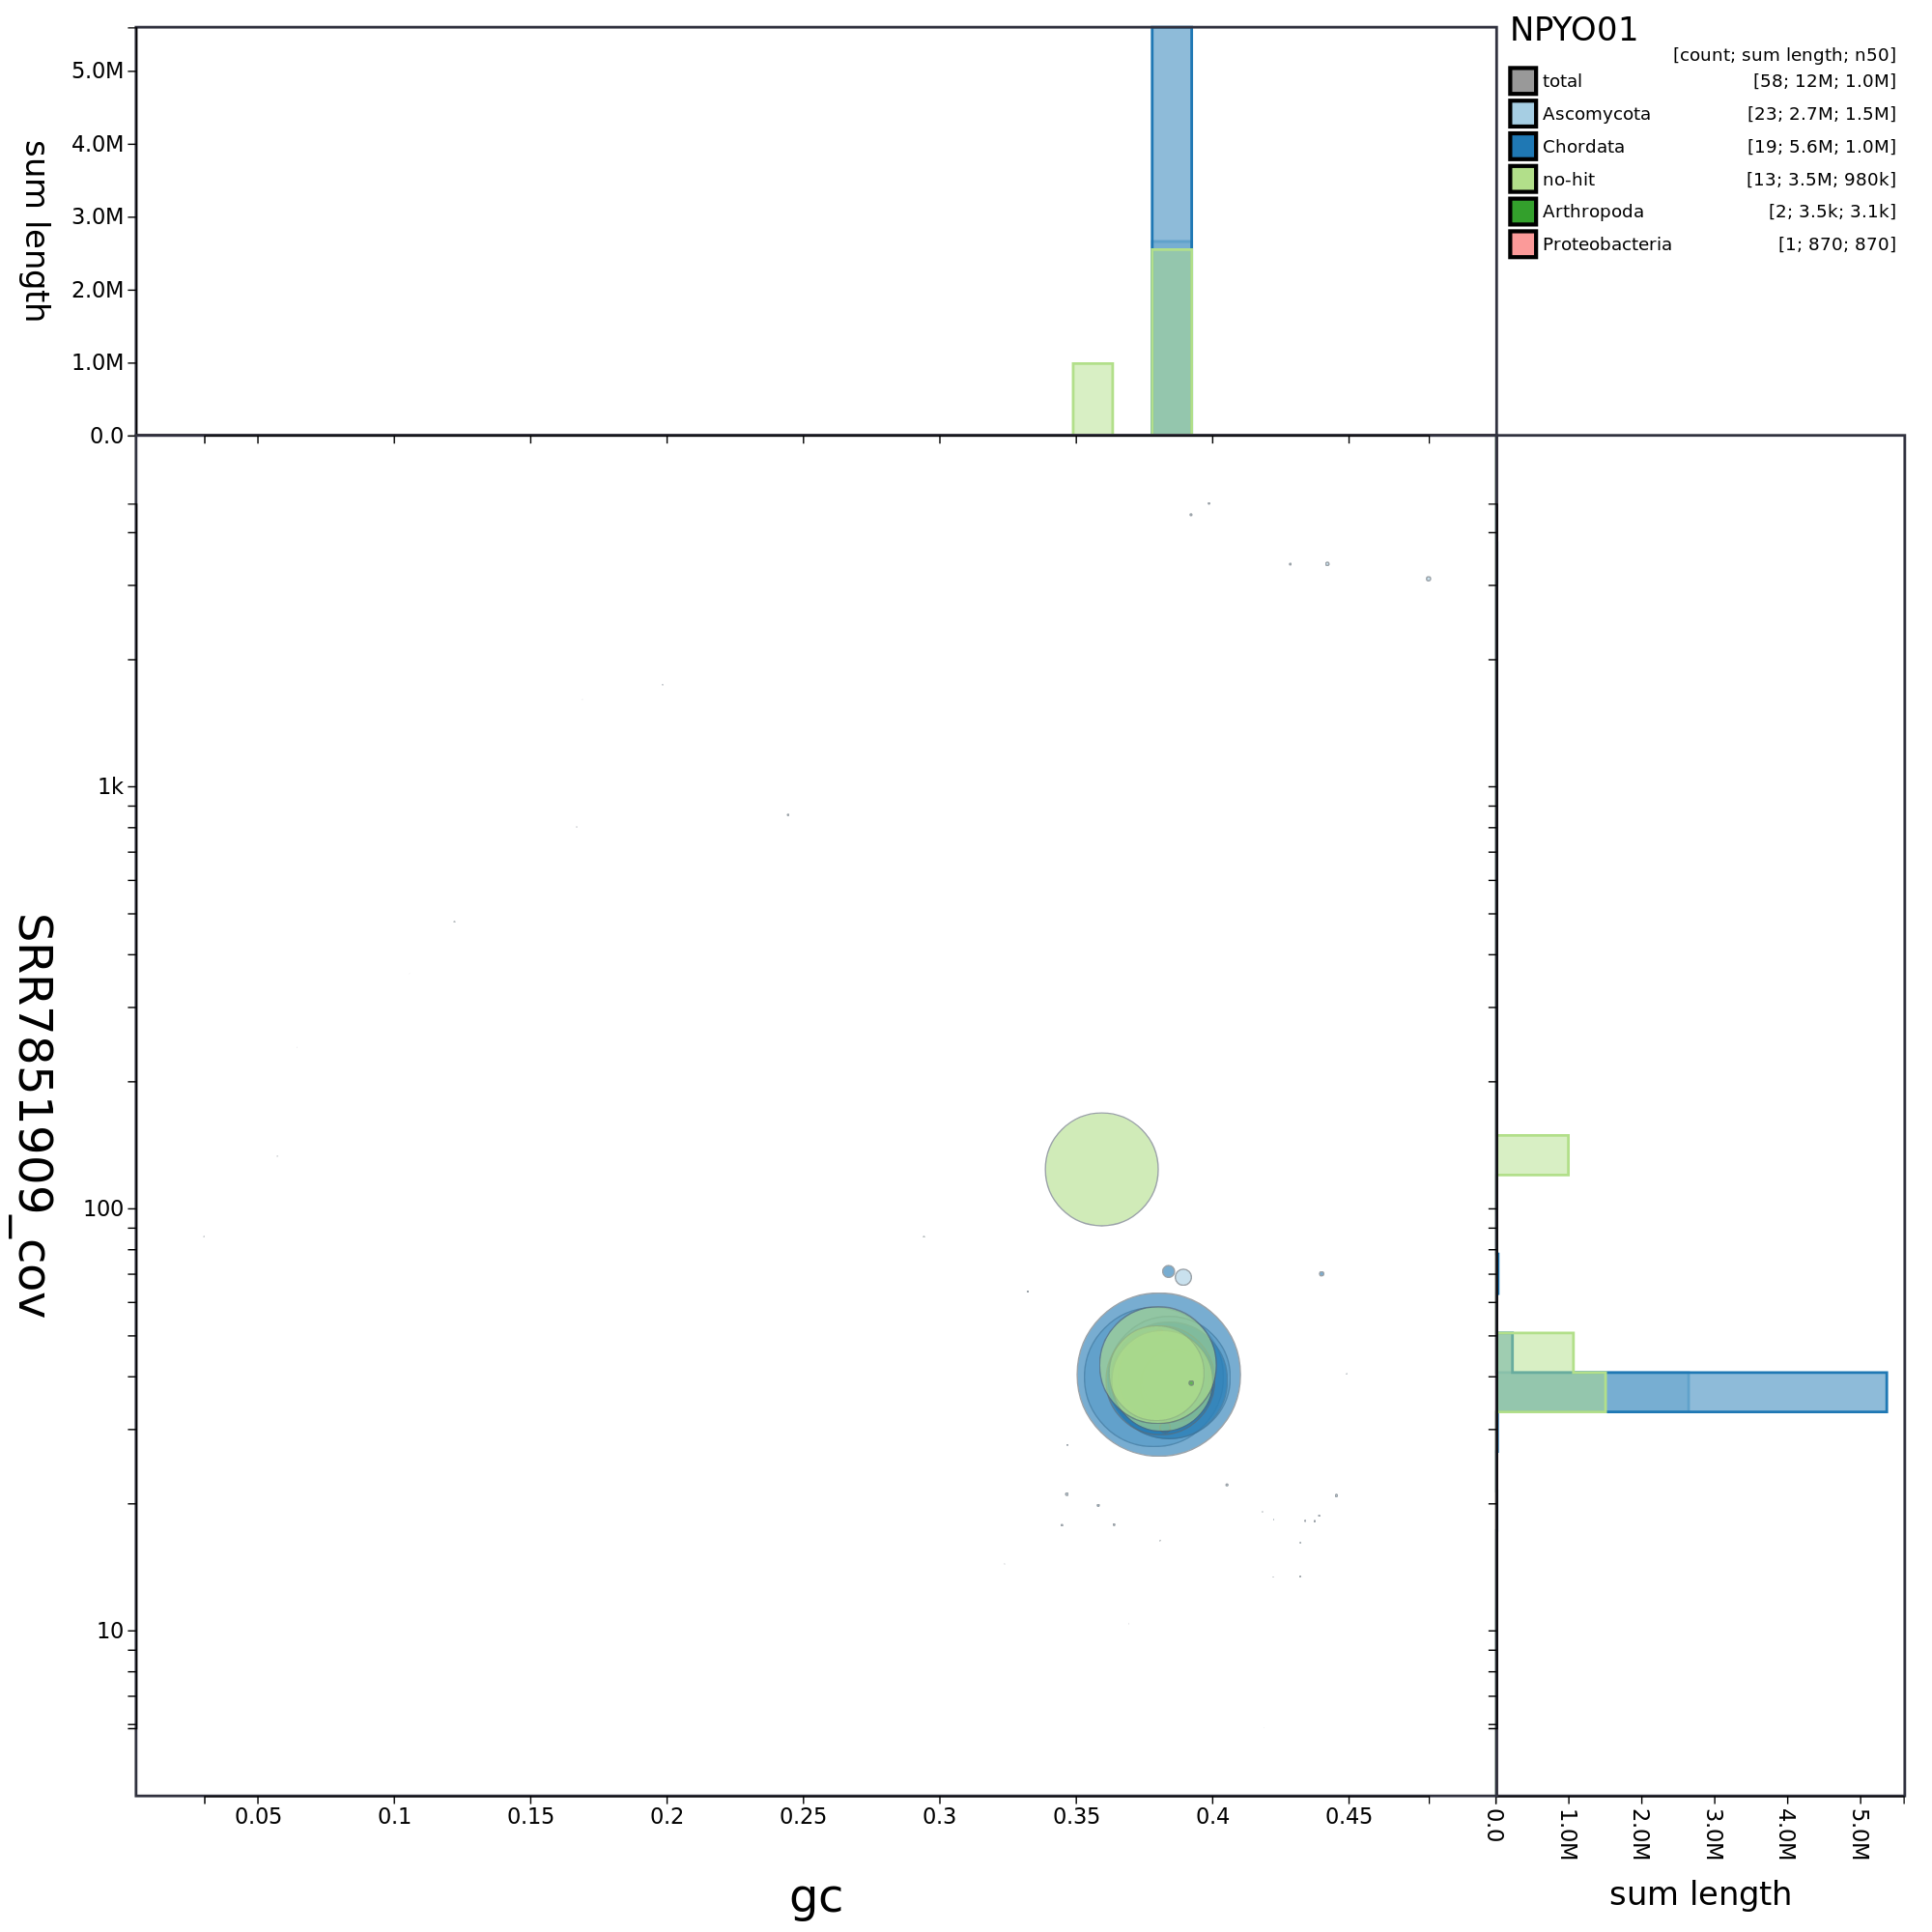 NPYO01
[count; sum length; n50]
total [58; 12M; 1.0M]
Ascomycota [23; 2.7M; 1.5M]
Chordata [19; 5.6M; 1.0M]
no-hit [13; 3.5M; 980k]
Arthropoda [2; 3.5k; 3.1k]
Proteobacteria [1; 870; 870]
sum length
5.0M
4.0M
3.0M
2.0M
1.0M
0.0
SRR7851909_cov
1k
100
10
0.05 0.1 0.15 0.2 0.25 0.3 0.35 0.4 0.45
gc
0.0 1.0M 2.0M 3.0M 4.0M 5.0M
sum length